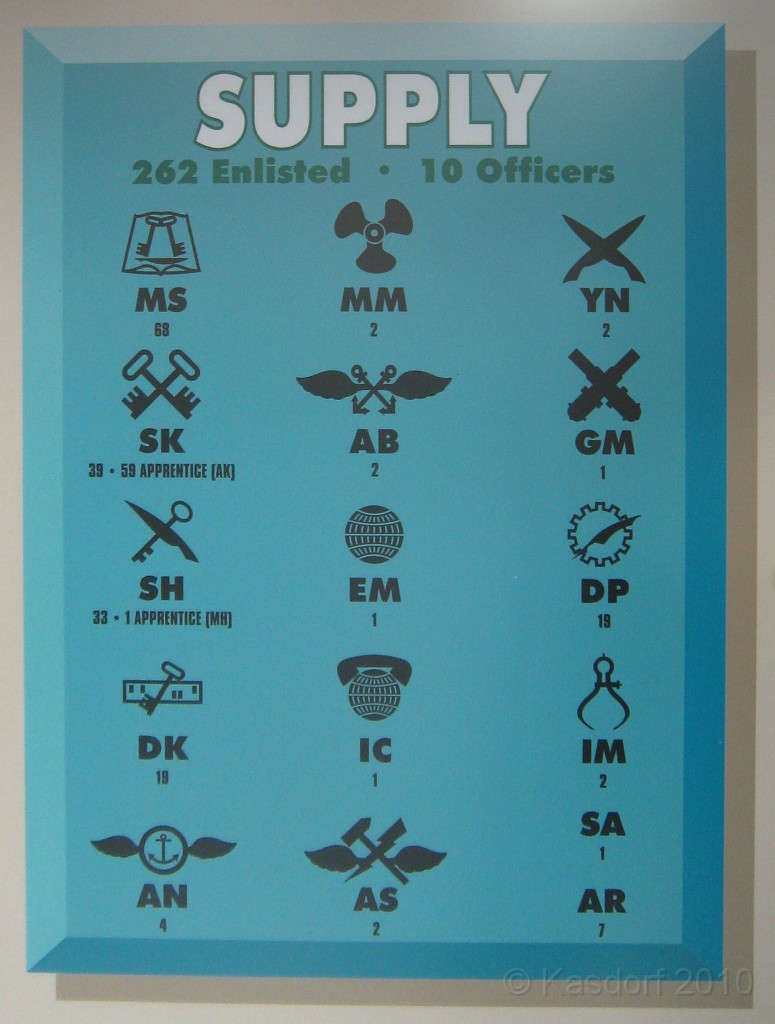 SUPPLY
262 Enlisted • 10 Officers
MS
68
MM
2
YN
2
SK
39 • 59 APPRENTICE (AK)
AB
2
GM
1
SH
33 • 1 APPRENTICE (MH)
EM
1
DP
19
DK
19
IC
1
IM
2
SA
1
AN
4
AS
2
AR
7
© Kasdorf 2010